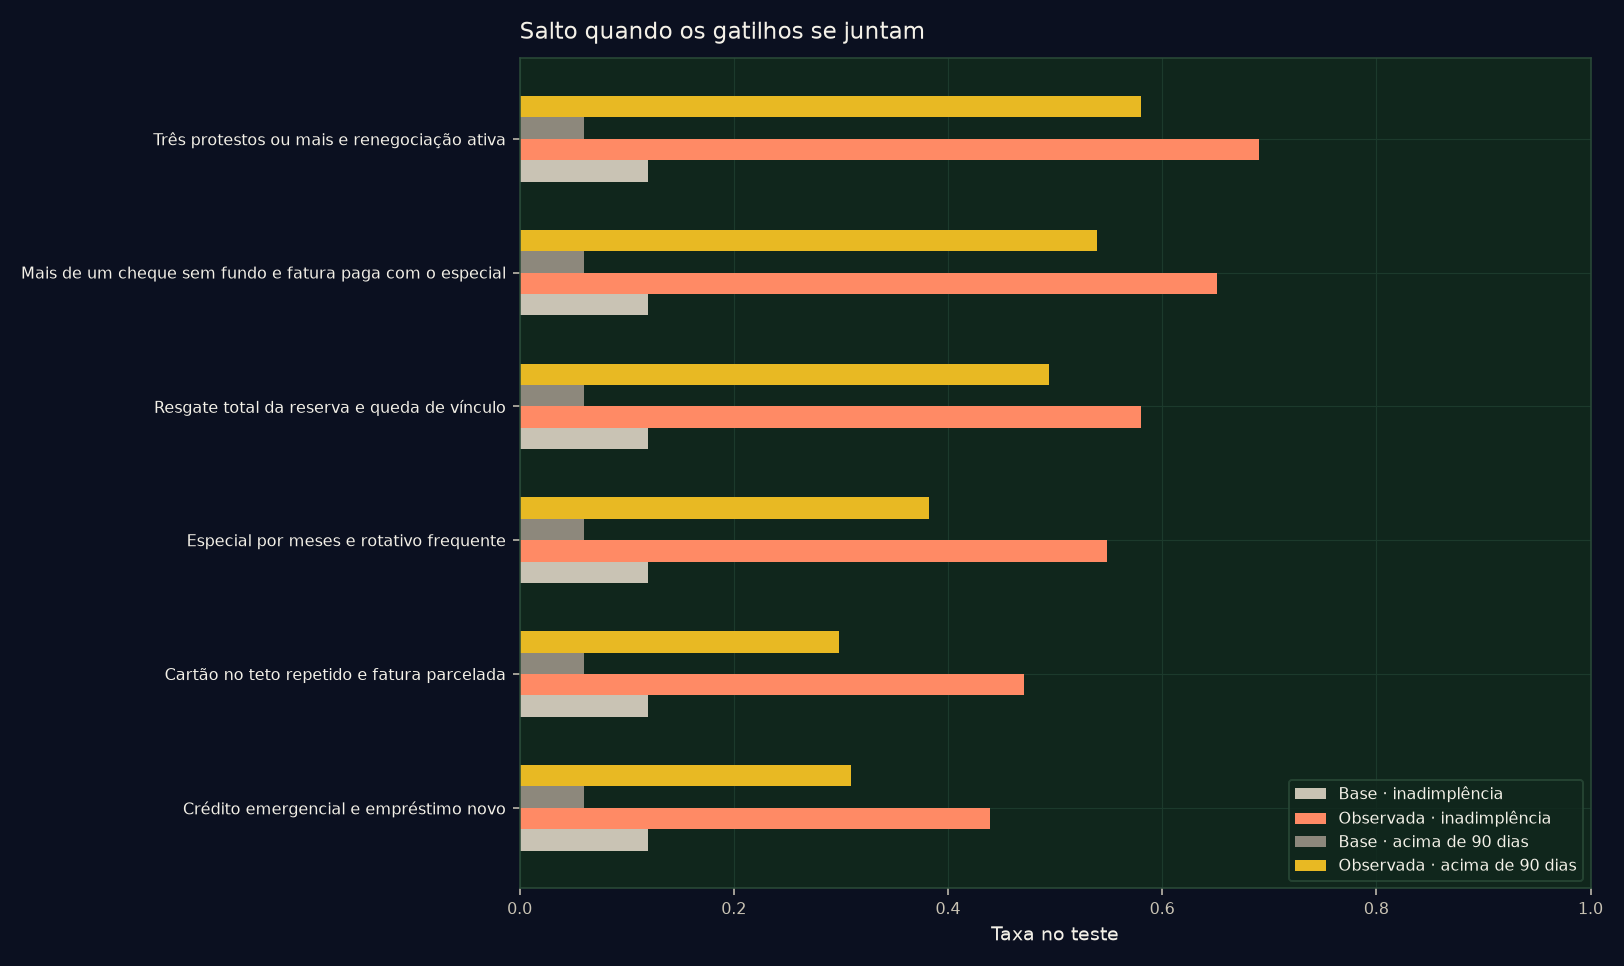 Salto quando os gatilhos se juntam
Três protestos ou mais e renegociação ativa
Mais de um cheque sem fundo e fatura paga com o especial
Resgate total da reserva e queda de vínculo
Especial por meses e rotativo frequente
Cartão no teto repetido e fatura parcelada
Crédito emergencial e empréstimo novo
Base · inadimplência
Observada · inadimplência
Base · acima de 90 dias
Observada · acima de 90 dias
0.0 0.2 0.4 0.6 0.8 1.0
Taxa no teste